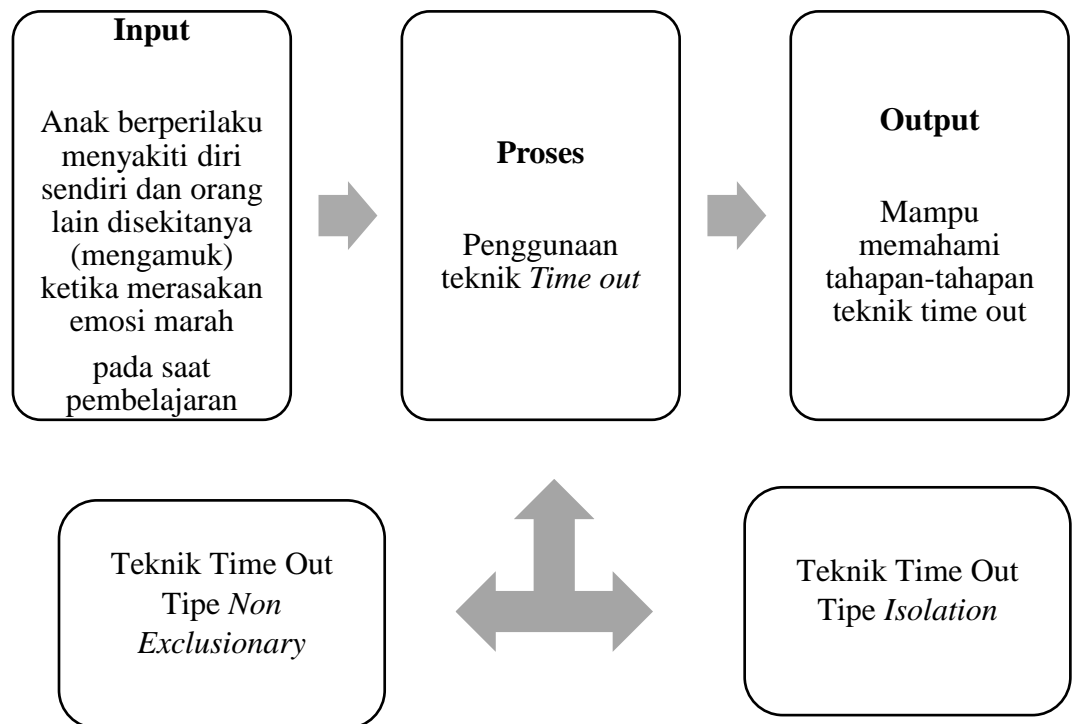 Input
Anak berperilaku
menyakiti diri
sendiri dan orang
lain disekitanya
(mengamuk)
ketika merasakan
emosi marah
pada saat
pembelajaran
Proses
Penggunaan
teknik Time out
Output
Mampu
memahami
tahapan-tahapan
teknik time out
Teknik Time Out
Tipe Non
Exclusionary
Teknik Time Out
Tipe Isolation